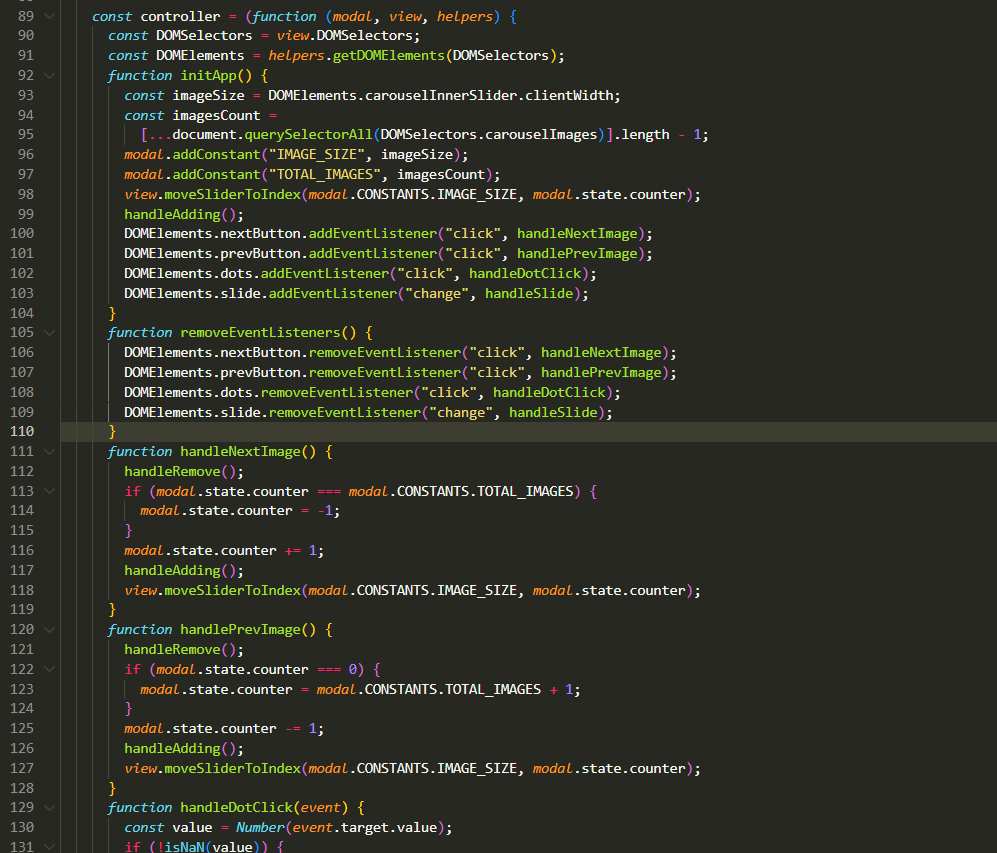 89 const controller = (function (modal, view, helpers) {
90 const DOMSelectors = view.DOMSelectors;
91 const DOMElements = helpers.getDOMElements(DOMSelectors);
92 function initApp() {
93 const imageSize = DOMElements.carouselInnerSlider.clientWidth;
94 const imagesCount =
95 [...document.querySelectorAll(DOMSelectors.carouselImages)].length - 1;
96 modal.addConstant("IMAGE_SIZE", imageSize);
97 modal.addConstant("TOTAL_IMAGES", imagesCount);
98 view.moveSliderToIndex(modal.CONSTANTS.IMAGE_SIZE, modal.state.counter);
99 handleAdding();
100 DOMElements.nextButton.addEventListener("click", handleNextImage);
101 DOMElements.prevButton.addEventListener("click", handlePrevImage);
102 DOMElements.dots.addEventListener("click", handleDotClick);
103 DOMElements.slide.addEventListener("change", handleSlide);
104 }
105 function removeEventListeners() {
106 DOMElements.nextButton.removeEventListener("click", handleNextImage);
107 DOMElements.prevButton.removeEventListener("click", handlePrevImage);
108 DOMElements.dots.removeEventListener("click", handleDotClick);
109 DOMElements.slide.removeEventListener("change", handleSlide);
110 }
111 function handleNextImage() {
112 handleRemove();
113 if (modal.state.counter === modal.CONSTANTS.TOTAL_IMAGES) {
114 modal.state.counter = -1;
115 }
116 modal.state.counter += 1;
117 handleAdding();
118 view.moveSliderToIndex(modal.CONSTANTS.IMAGE_SIZE, modal.state.counter);
119 }
120 function handlePrevImage() {
121 handleRemove();
122 if (modal.state.counter === 0) {
123 modal.state.counter = modal.CONSTANTS.TOTAL_IMAGES + 1;
124 }
125 modal.state.counter -= 1;
126 handleAdding();
127 view.moveSliderToIndex(modal.CONSTANTS.IMAGE_SIZE, modal.state.counter);
128 }
129 function handleDotClick(event) {
130 const value = Number(event.target.value);
131 if (!isNaN(value)) {